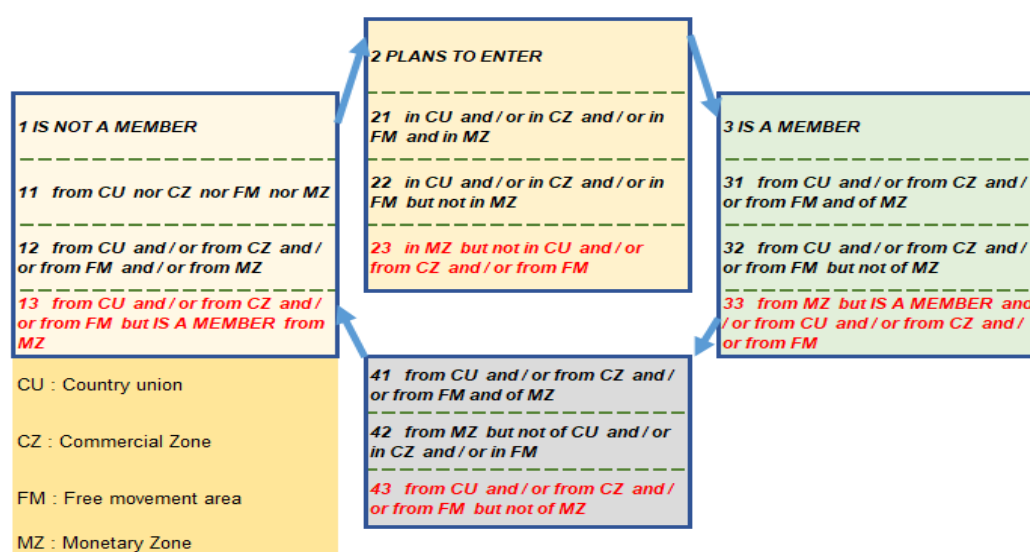 1 IS NOT A MEMBER
11 from CU nor CZ nor FM nor MZ
12 from CU and / or from CZ and /
or from FM and / or from MZ
13 from CU and / or from CZ and /
or from FM but IS A MEMBER from
MZ
2 PLANS TO ENTER
21 in CU and / or in CZ and / or in
FM and in MZ
22 in CU and / or in CZ and / or in
FM but not in MZ
23 in MZ but not in CU and / or
from CZ and / or from FM
3 IS A MEMBER
31 from CU and / or from CZ and /
or from FM and of MZ
32 from CU and / or from CZ and /
or from FM but not of MZ
33 from MZ but IS A MEMBER and
/ or from CU and / or from CZ and /
or from FM
41 from CU and / or from CZ and /
or from FM and of MZ
42 from MZ but not of CU and / or
in CZ and / or in FM
43 from CU and / or from CZ and /
or from FM but not of MZ
CU : Country union
CZ : Commercial Zone
FM : Free movement area
MZ : Monetary Zone